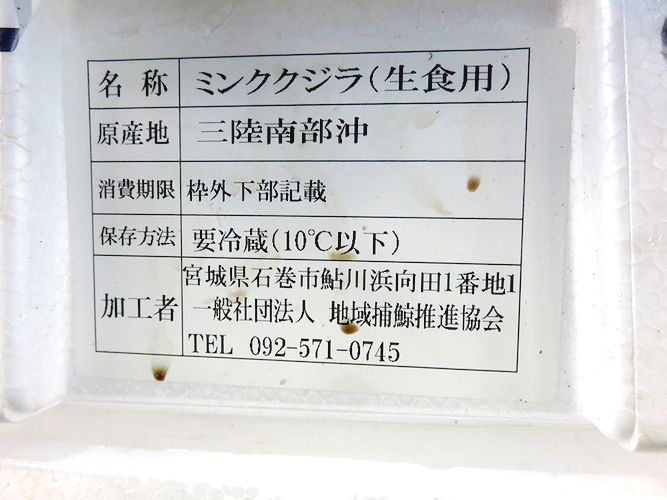 名称 ミンククジラ(生食用)
原産地 三陸南部沖
消費期限 枠外下部記載
保存方法 要冷蔵(10℃以下)
加工者 宮城県石巻市鮎川浜向田1番地1
一般社団法人 地域捕鯨推進協会
TEL 092-571-0745